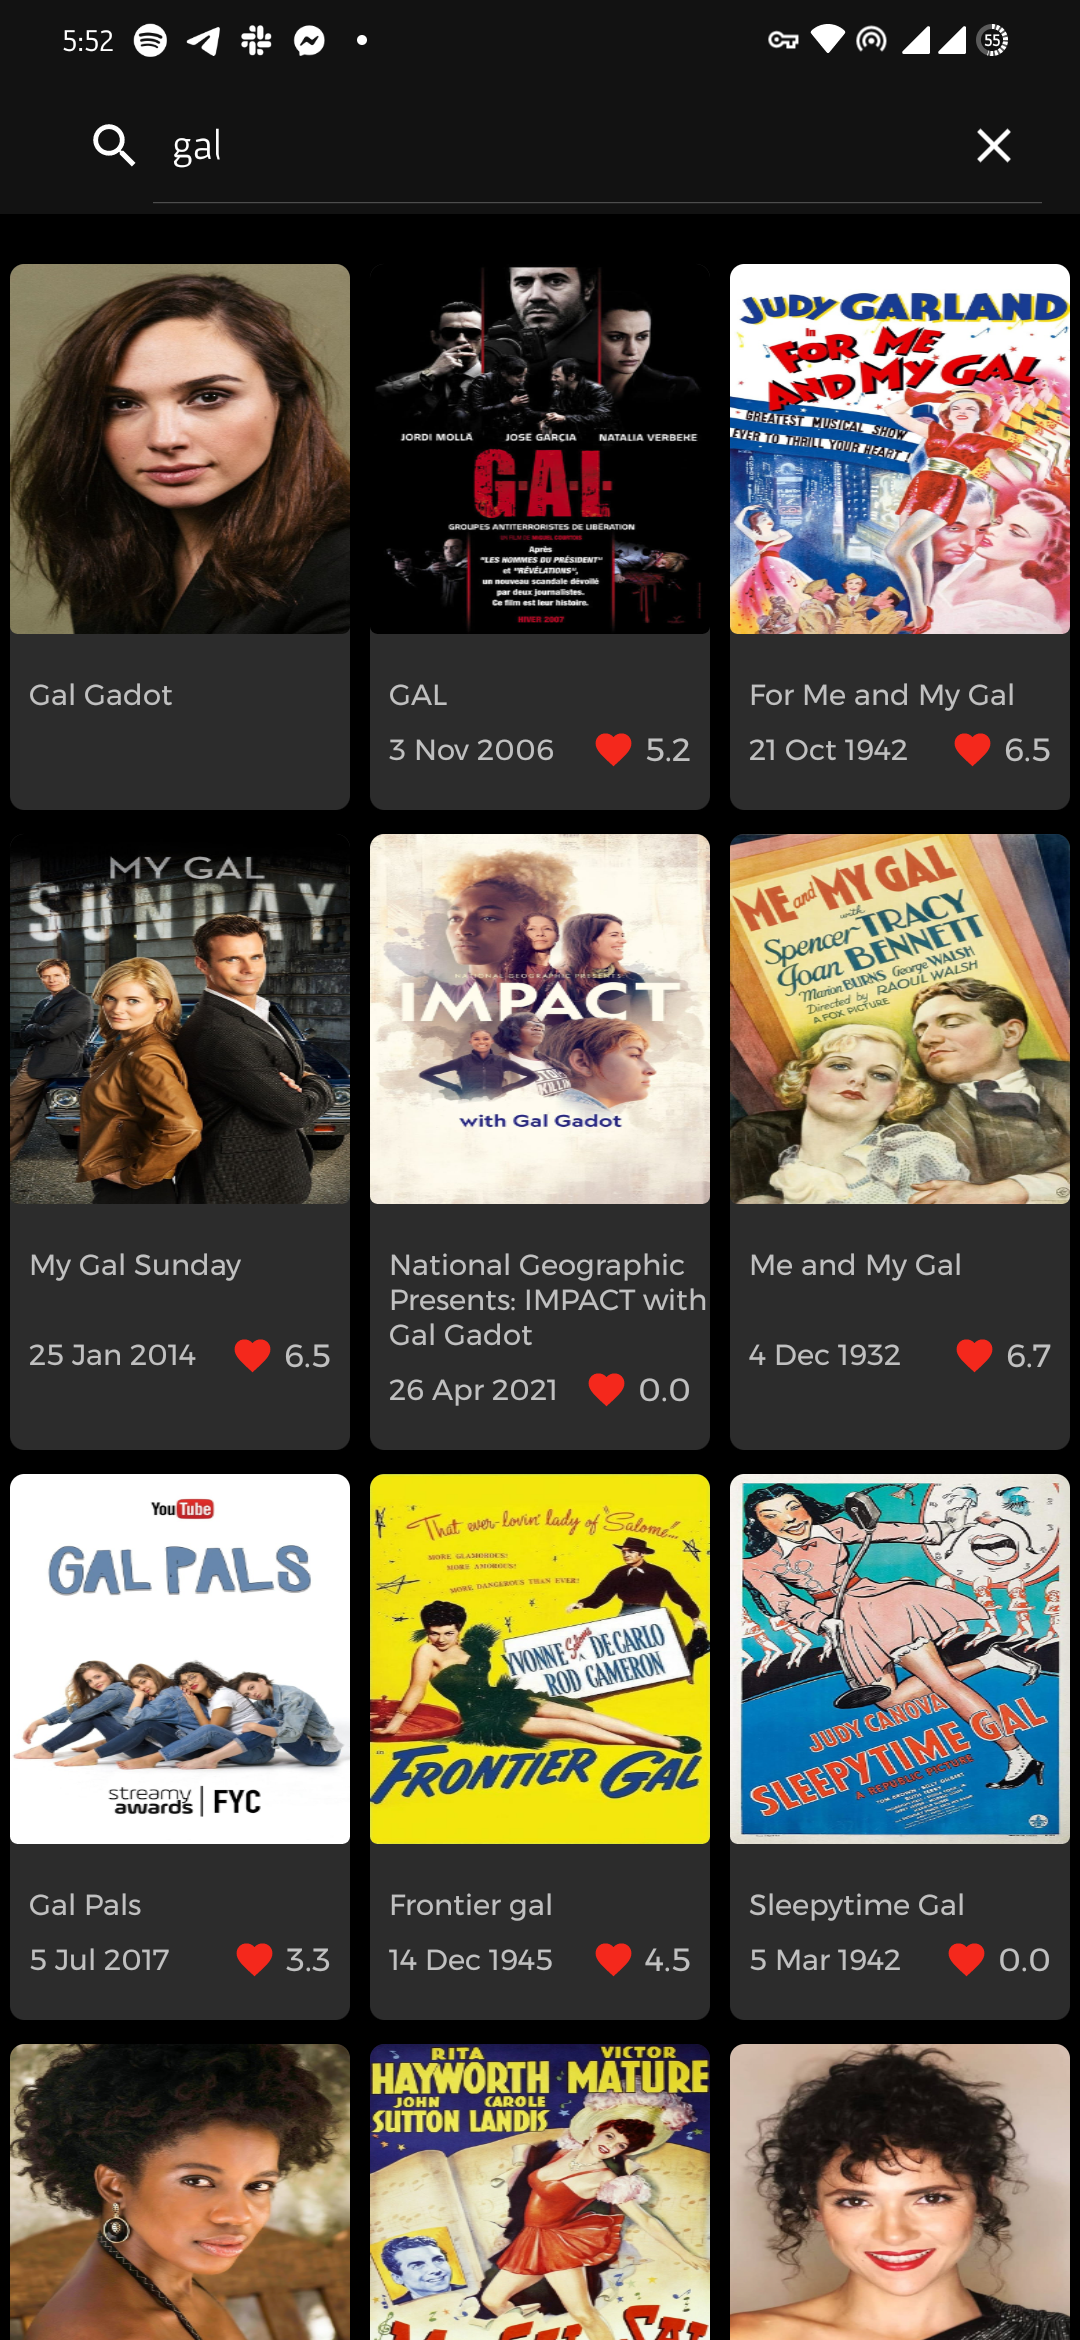 5:52
55
gal
JORDI MOLLÀ JOSÉ GARCIA NATALIA VERBEKE
G·A·L·
GROUPES ANTITERRORISTES DE LIBÉRATION
UN FILM DE MIGUEL COURTOIS
Après
"LES HOMMES DU PRÉSIDENT"
et "RÉVÉLATIONS",
un nouveau scandale dévoilé
par deux journalistes.
Ce film est leur histoire.
HIVER 2007
JUDY GARLAND
in
FOR ME
AND MY GAL
GREATEST MUSICAL SHOW
EVER TO THRILL YOUR HEART!
Gal Gadot
GAL
3 Nov 2006 5.2
For Me and My Gal
21 Oct 1942 6.5
MY GAL
SUNDAY
NATIONAL GEOGRAPHIC PRESENTS
IMPACT
with Gal Gadot
ME and MY GAL
with
Spencer TRACY
Joan BENNETT
Marion BURNS George WALSH
Directed by RAOUL WALSH
A FOX PICTURE
My Gal Sunday
25 Jan 2014 6.5
National Geographic
Presents: IMPACT with
Gal Gadot
26 Apr 2021 0.0
Me and My Gal
4 Dec 1932 6.7
YouTube
GAL PALS
streamy
awards | FYC
That ever-lovin' lady of "Salome"...
MORE GLAMOROUS!
MORE AMOROUS!
MORE DANGEROUS THAN EVER!
YVONNE Salome DE CARLO
ROD CAMERON
FRONTIER GAL
JUDY CANOVA
SLEEPYTIME GAL
A REPUBLIC PICTURE
Gal Pals
5 Jul 2017 3.3
Frontier gal
14 Dec 1945 4.5
Sleepytime Gal
5 Mar 1942 0.0
RITA VICTOR
HAYWORTH·MATURE
JOHN CAROLE
SUTTON LANDIS